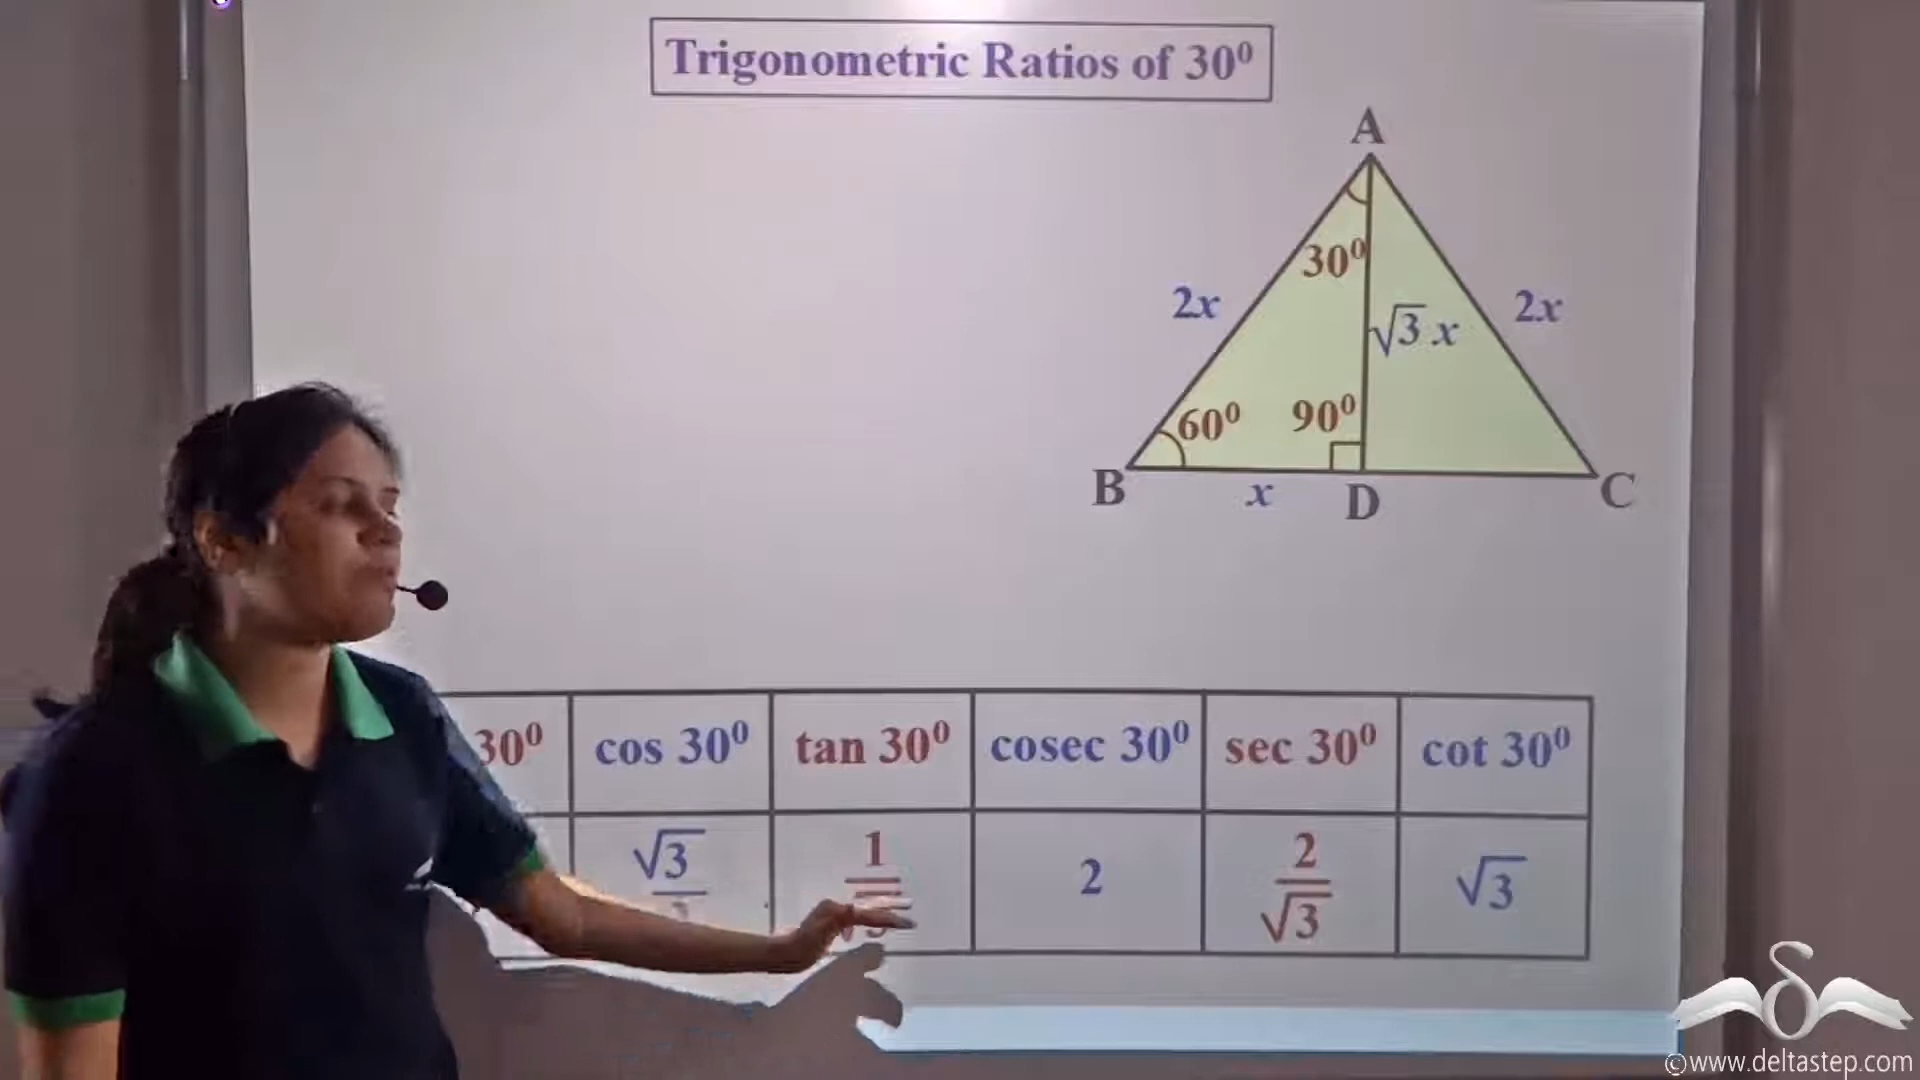 Trigonometric Ratios of 30⁰
A
30⁰
2x
√3 x
2x
60⁰
90⁰
B
x
D
C
30⁰
cos 30⁰
tan 30⁰
cosec 30⁰
sec 30⁰
cot 30⁰
√3
1
2
2/√3
√3
©www.deltastep.com